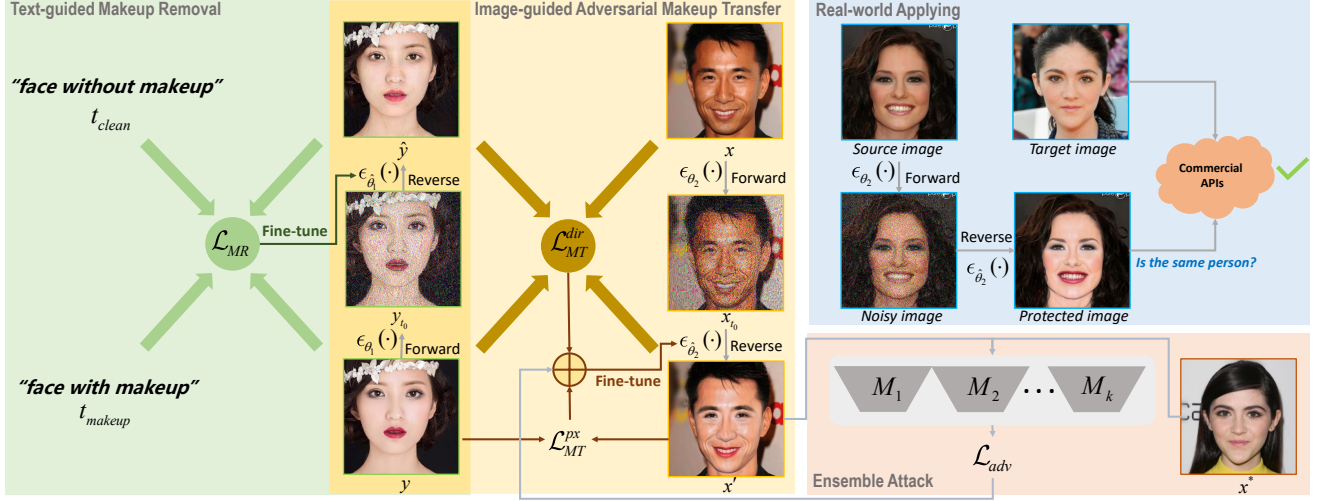 Text-guided Makeup Removal
"face without makeup"
t_clean
ℒ_MR
Fine-tune
"face with makeup"
t_makeup
ŷ
ϵ_θ̂₁(·)
Reverse
y_t₀
ϵ_θ₁(·)
Forward
y
Image-guided Adversarial Makeup Transfer
x
ϵ_θ₂(·)
Forward
ℒ_MT^dir
x_t₀
ϵ_θ̂₂(·)
Reverse
Fine-tune
ℒ_MT^px
x′
Real-world Applying
Source image
Target image
ϵ_θ₂(·)
Forward
Commercial
APIs
Reverse
ϵ_θ̂₂(·)
Is the same person?
Noisy image
Protected image
M₁
M₂
...
M_k
ℒ_adv
Ensemble Attack
x*